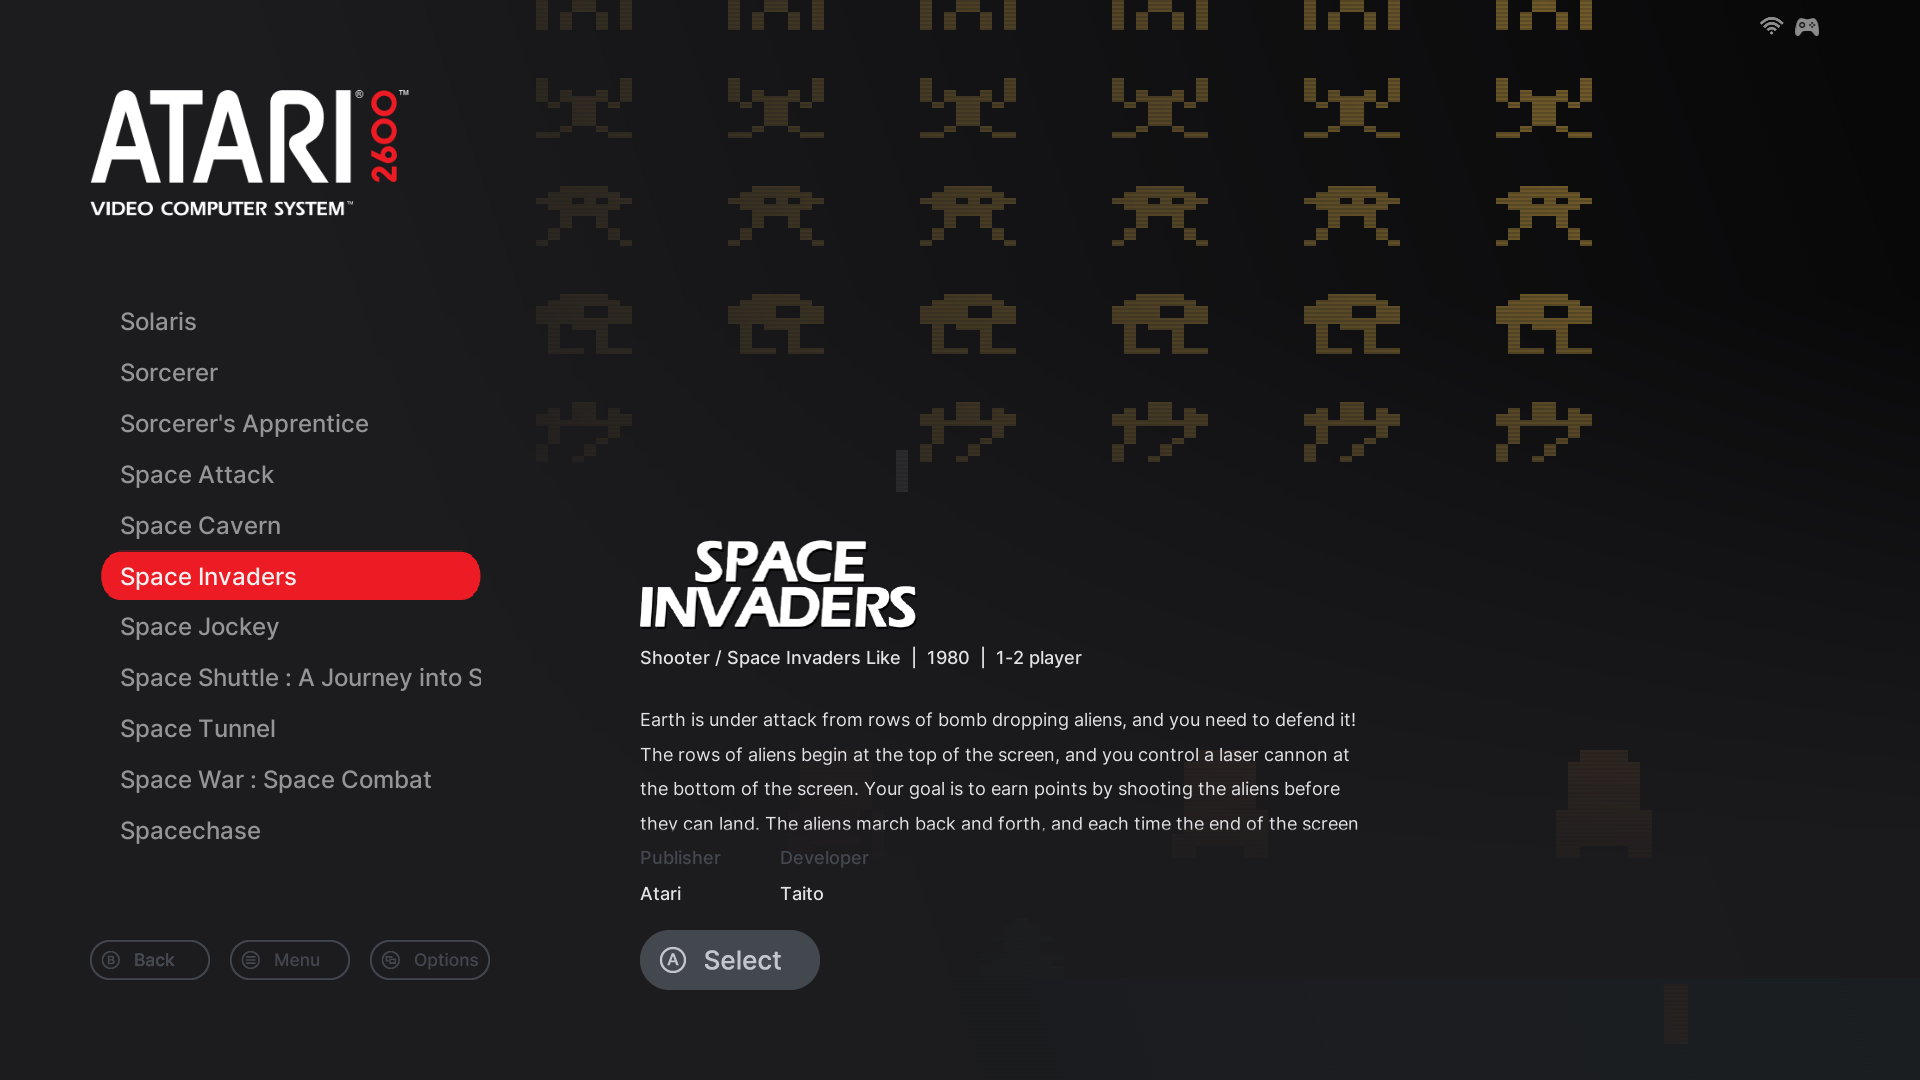 ATARI® 2600™
VIDEO COMPUTER SYSTEM™
Solaris
Sorcerer
Sorcerer's Apprentice
Space Attack
Space Cavern
Space Invaders
Space Jockey
Space Shuttle : A Journey into S
Space Tunnel
Space War : Space Combat
Spacechase
B Back
Menu
Options
SPACE
INVADERS
Shooter / Space Invaders Like | 1980 | 1-2 player
Earth is under attack from rows of bomb dropping aliens, and you need to defend it!
The rows of aliens begin at the top of the screen, and you control a laser cannon at
the bottom of the screen. Your goal is to earn points by shooting the aliens before
they can land. The aliens march back and forth, and each time the end of the screen
Publisher Developer
Atari Taito
A Select